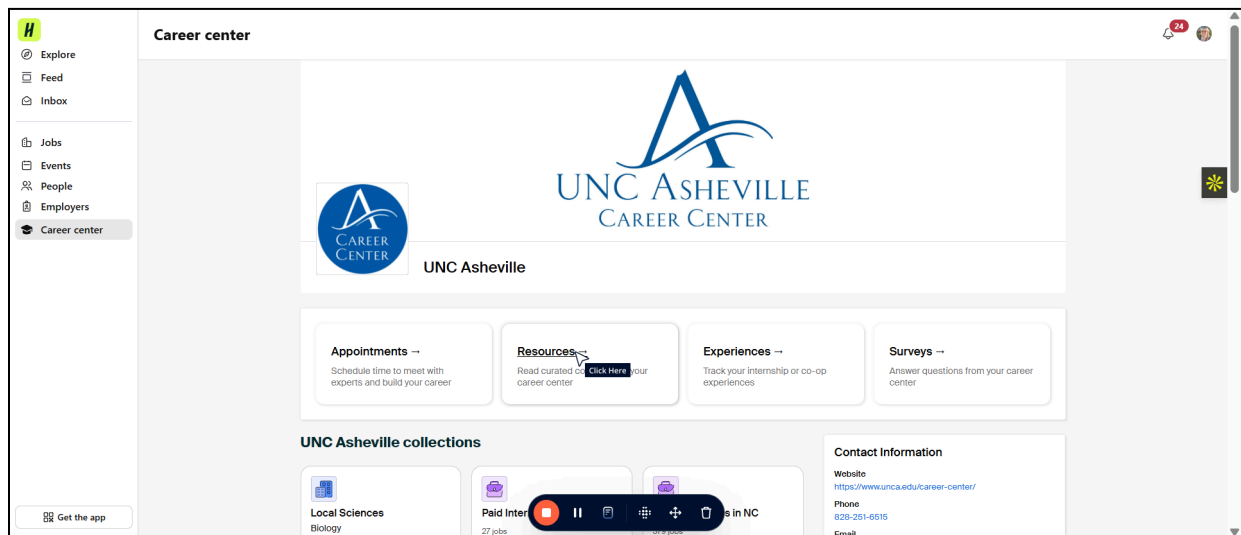 H
Career center
24
Explore
Feed
Inbox
Jobs
Events
People
Employers
Career center
Get the app
UNC ASHEVILLE
CAREER CENTER
CAREER
CENTER
UNC Asheville
Appointments →
Schedule time to meet with
experts and build your career
Resources →
Read curated your
career center
Click Here
Experiences →
Track your internship or co-op
experiences
Surveys →
Answer questions from your career
center
UNC Asheville collections
Local Sciences
Biology
Paid
27 jobs
in NC
jobs
Contact Information
Website
https://www.unca.edu/career-center/
Phone
828-251-6515
Email